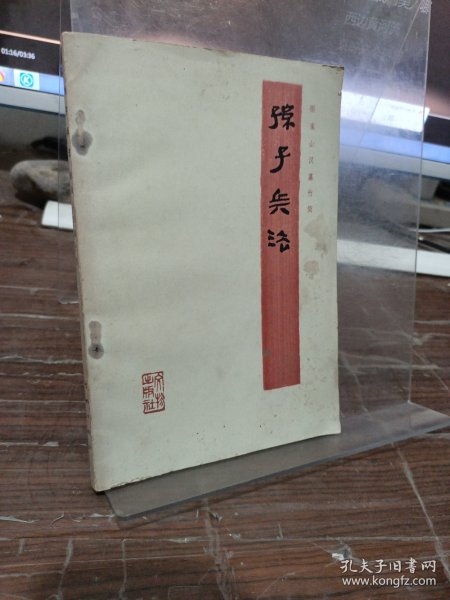 01:16/03:36
银雀山汉墓竹简
孫子兵法
文物
出版社
孔夫子旧书网
www.kongfz.com